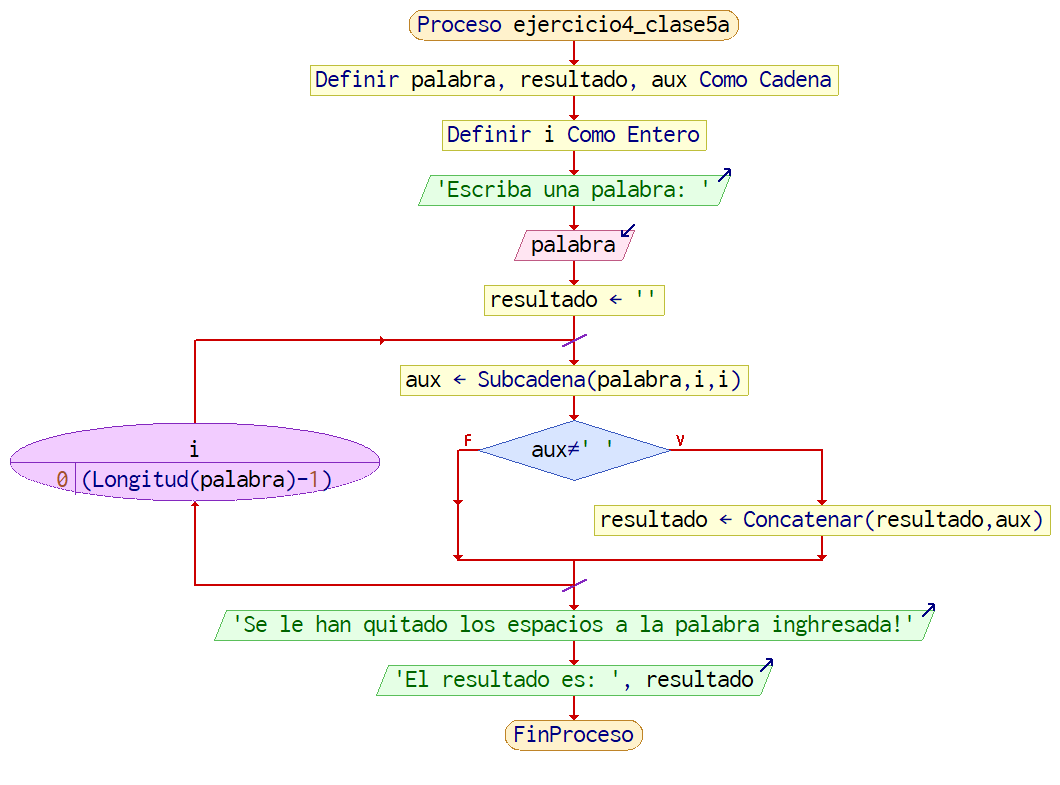 Proceso ejercicio4_clase5a
Definir palabra, resultado, aux Como Cadena
Definir i Como Entero
'Escriba una palabra: '
palabra
resultado ← ''
aux ← Subcadena(palabra,i,i)
i
0 (Longitud(palabra)-1)
F
aux≠' '
V
resultado ← Concatenar(resultado,aux)
'Se le han quitado los espacios a la palabra inghresada!'
'El resultado es: ', resultado
FinProceso